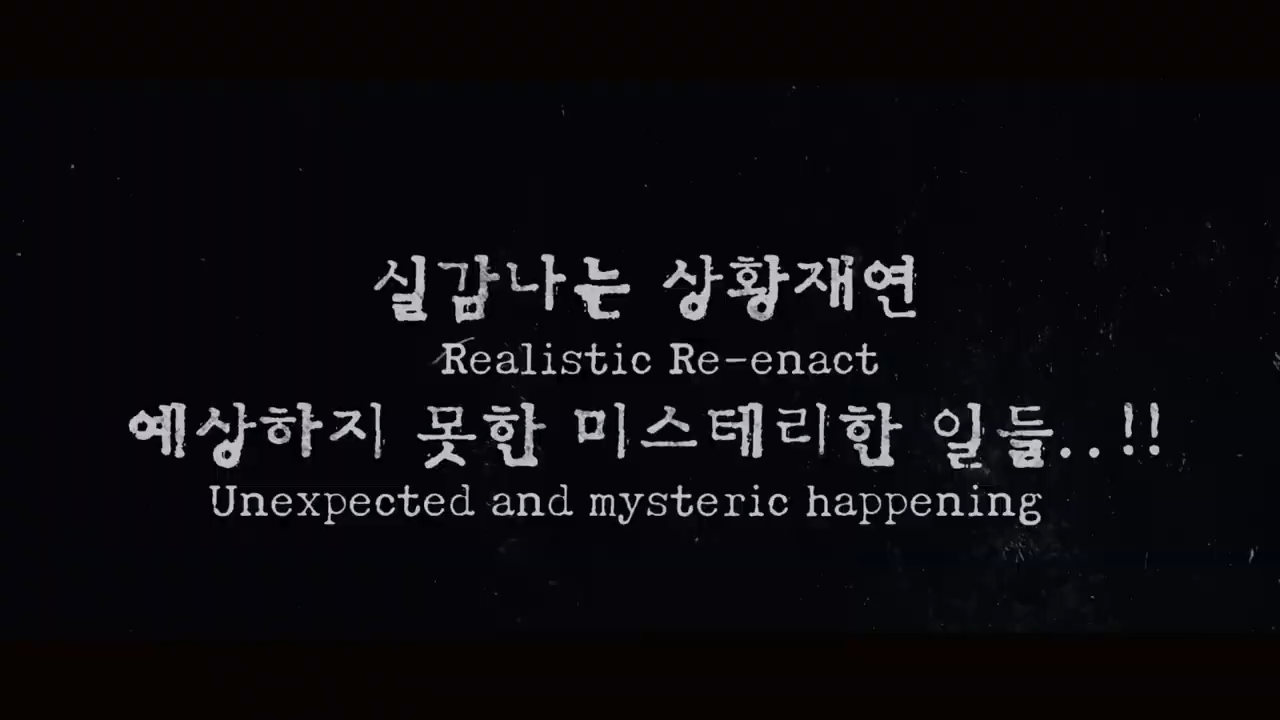 실감나는 상황재연
Realistic Re-enact
예상하지 못한 미스테리한 일들..!!
Unexpected and mysteric happening